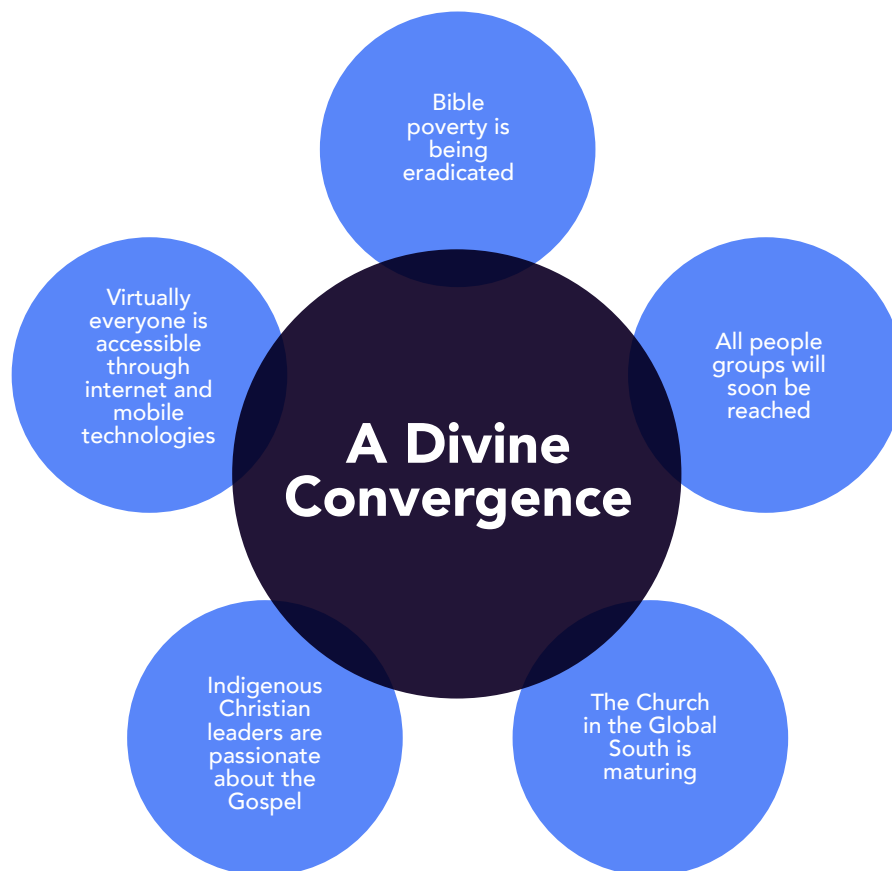 Bible
poverty is
being
eradicated
Virtually
everyone is
accessible
through
internet and
mobile
technologies
All people
groups will
soon be
reached
A Divine
Convergence
Indigenous
Christian
leaders are
passionate
about the
Gospel
The Church
in the Global
South is
maturing